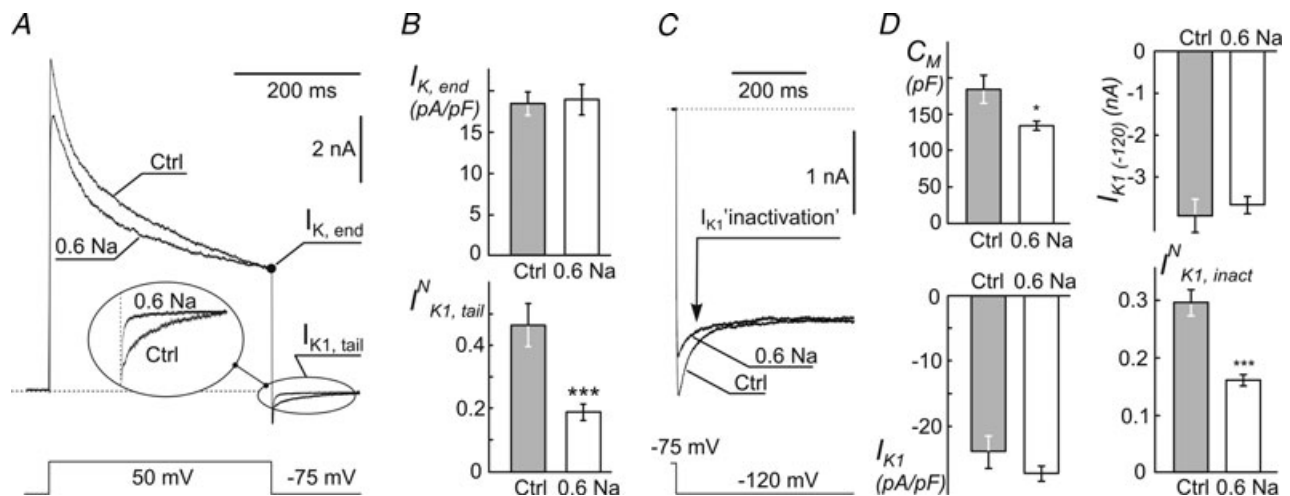 A
200 ms
2 nA
Ctrl
0.6 Na
I K, end
0.6 Na
Ctrl
I K1, tail
50 mV
-75 mV
B
I K, end
(pA/pF)
15
10
5
0
Ctrl 0.6 Na
I N K1, tail
0.4
0.2
0
***
Ctrl 0.6 Na
C
200 ms
1 nA
I K1 'inactivation'
0.6 Na
Ctrl
-75 mV
-120 mV
D
C M
(pF)
150
100
50
0
*
Ctrl 0.6 Na
Ctrl 0.6 Na
0
-1
-2
-3
I K1 (-120) (nA)
Ctrl 0.6 Na
0
-10
-20
I K1
(pA/pF)
I N K1, inact
0.3
0.2
0.1
0
***
Ctrl 0.6 Na